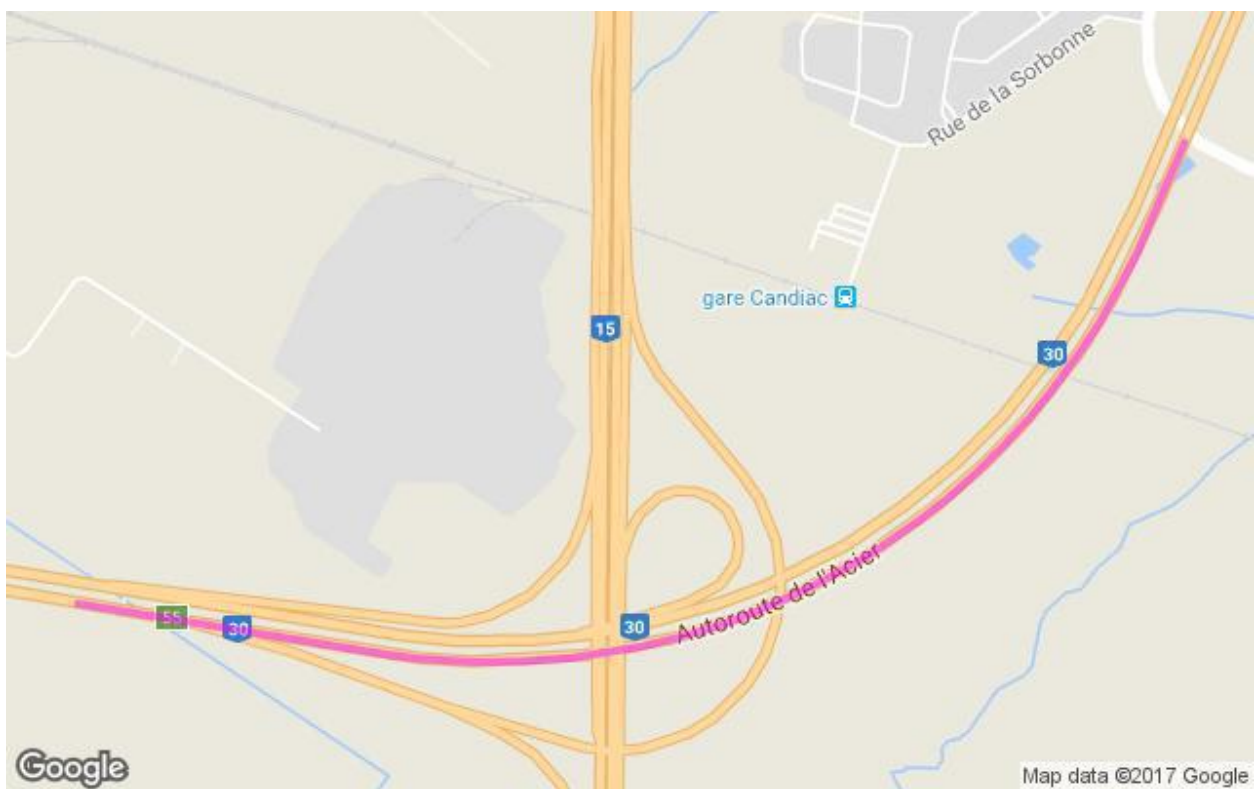 Rue de la Sorbonne
gare Candiac
15
30
55
30
30
Autoroute de l'Acier
Google
Map data ©2017 Google